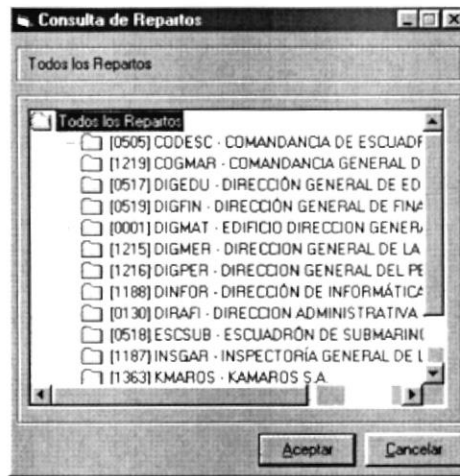 Consulta de Repartos
Todos los Repartos
Todos los Repartos
[0505] CODESC - COMANDANCIA DE ESCUADR
[1219] COGMAR - COMANDANCIA GENERAL D
[0517] DIGEDU - DIRECCIÓN GENERAL DE ED
[0519] DIGFIN - DIRECCIÓN GENERAL DE FINA
[0001] DIGMAT - EDIFICIO DIRECCION GENER
[1215] DIGMER - DIRECCION GENERAL DE LA
[1216] DIGPER - DIRECCION GENERAL DEL PE
[1188] DINFOR - DIRECCIÓN DE INFORMÁTICA
[0130] DIRAFI - DIRECCION ADMINISTRATIVA
[0518] ESCSUB - ESCUADRÓN DE SUBMARIN
[1187] INSGAR - INSPECTORÍA GENERAL DE L
[1363] KMAROS - KAMAROS S.A.
Aceptar Cancelar